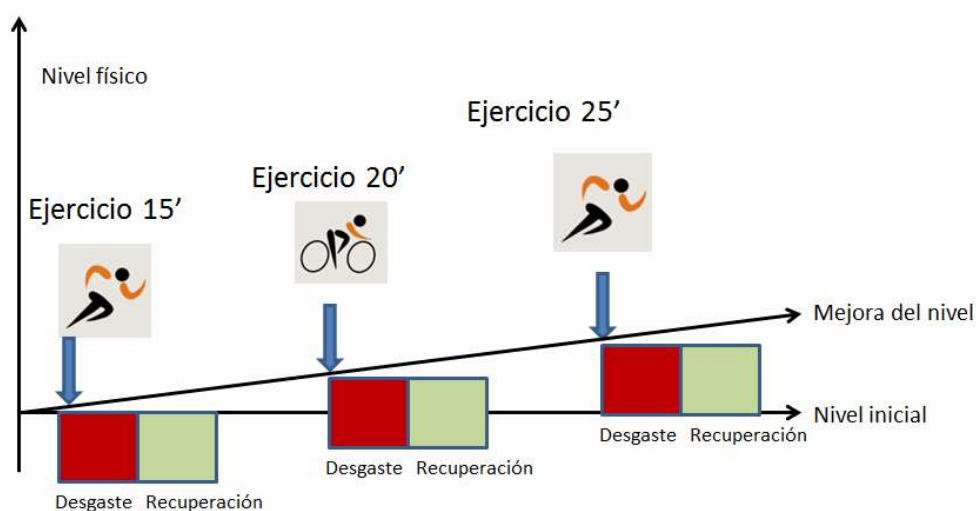 Nivel físico
Ejercicio 25’
Ejercicio 20’
Ejercicio 15’
Mejora del nivel
Nivel inicial
Desgaste Recuperación
Desgaste Recuperación
Desgaste Recuperación